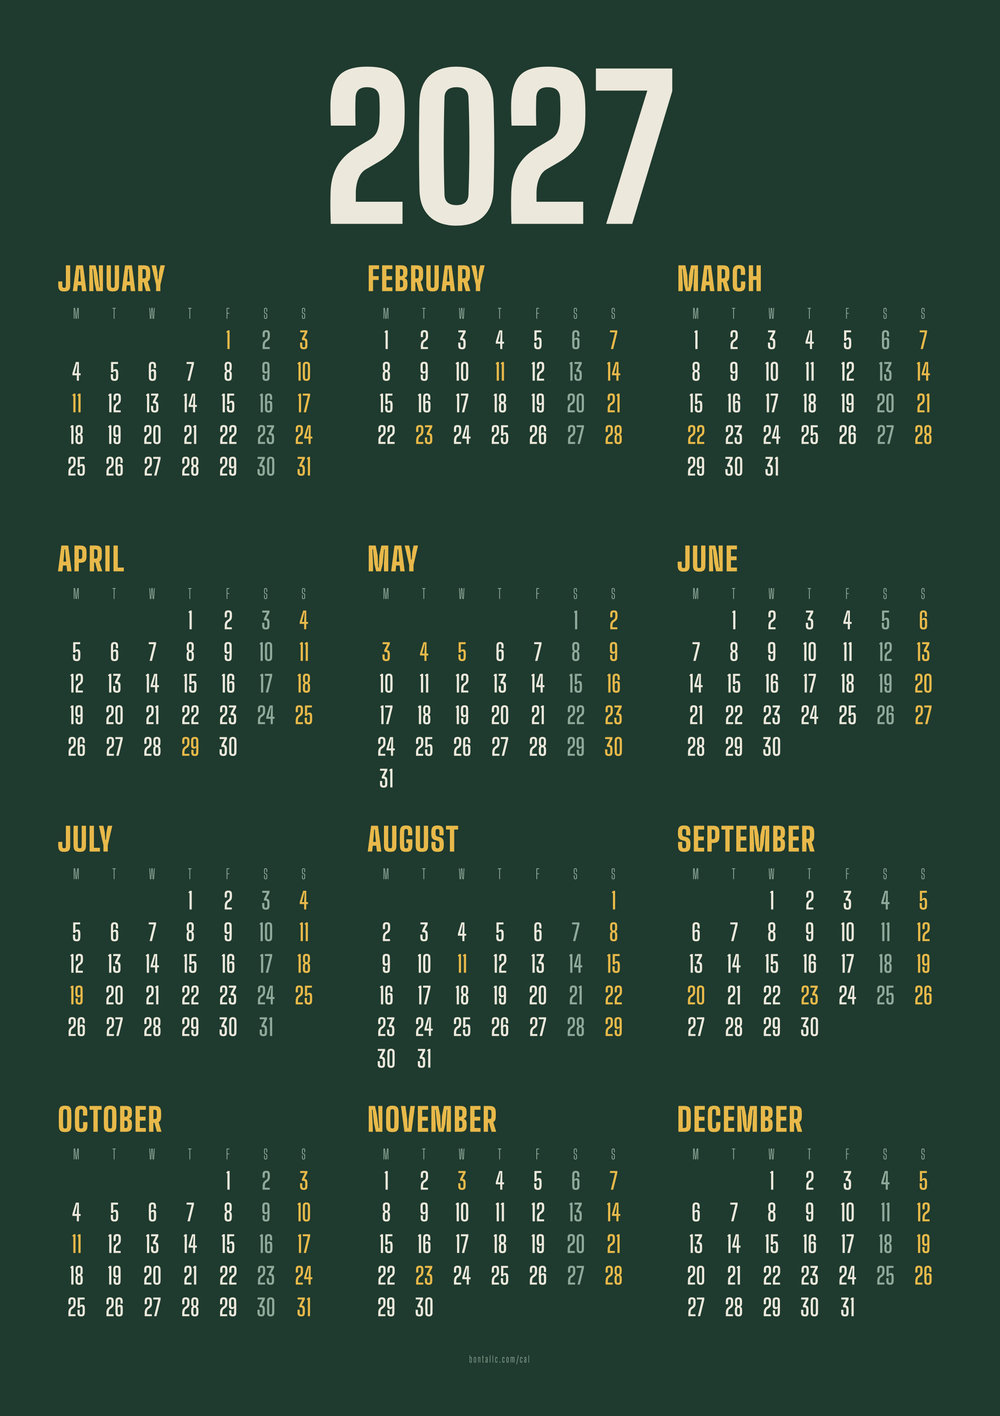 2027
JANUARY
M T W T F S S
1 2 3
4 5 6 7 8 9 10
11 12 13 14 15 16 17
18 19 20 21 22 23 24
25 26 27 28 29 30 31
FEBRUARY
M T W T F S S
1 2 3 4 5 6 7
8 9 10 11 12 13 14
15 16 17 18 19 20 21
22 23 24 25 26 27 28
MARCH
M T W T F S S
1 2 3 4 5 6 7
8 9 10 11 12 13 14
15 16 17 18 19 20 21
22 23 24 25 26 27 28
29 30 31
APRIL
M T W T F S S
1 2 3 4
5 6 7 8 9 10 11
12 13 14 15 16 17 18
19 20 21 22 23 24 25
26 27 28 29 30
MAY
M T W T F S S
1 2
3 4 5 6 7 8 9
10 11 12 13 14 15 16
17 18 19 20 21 22 23
24 25 26 27 28 29 30
31
JUNE
M T W T F S S
1 2 3 4 5 6
7 8 9 10 11 12 13
14 15 16 17 18 19 20
21 22 23 24 25 26 27
28 29 30
JULY
M T W T F S S
1 2 3 4
5 6 7 8 9 10 11
12 13 14 15 16 17 18
19 20 21 22 23 24 25
26 27 28 29 30 31
AUGUST
M T W T F S S
1
2 3 4 5 6 7 8
9 10 11 12 13 14 15
16 17 18 19 20 21 22
23 24 25 26 27 28 29
30 31
SEPTEMBER
M T W T F S S
1 2 3 4 5
6 7 8 9 10 11 12
13 14 15 16 17 18 19
20 21 22 23 24 25 26
27 28 29 30
OCTOBER
M T W T F S S
1 2 3
4 5 6 7 8 9 10
11 12 13 14 15 16 17
18 19 20 21 22 23 24
25 26 27 28 29 30 31
NOVEMBER
M T W T F S S
1 2 3 4 5 6 7
8 9 10 11 12 13 14
15 16 17 18 19 20 21
22 23 24 25 26 27 28
29 30
DECEMBER
M T W T F S S
1 2 3 4 5
6 7 8 9 10 11 12
13 14 15 16 17 18 19
20 21 22 23 24 25 26
27 28 29 30 31